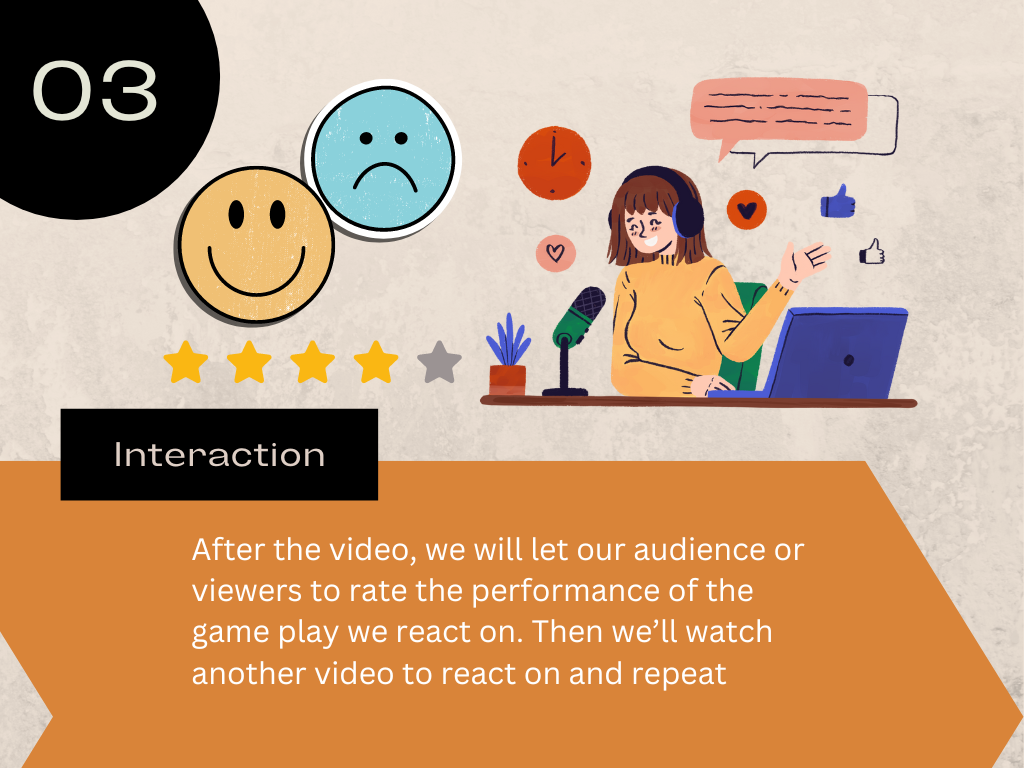 03
Interaction
After the video, we will let our audience or
viewers to rate the performance of the
game play we react on. Then we’ll watch
another video to react on and repeat